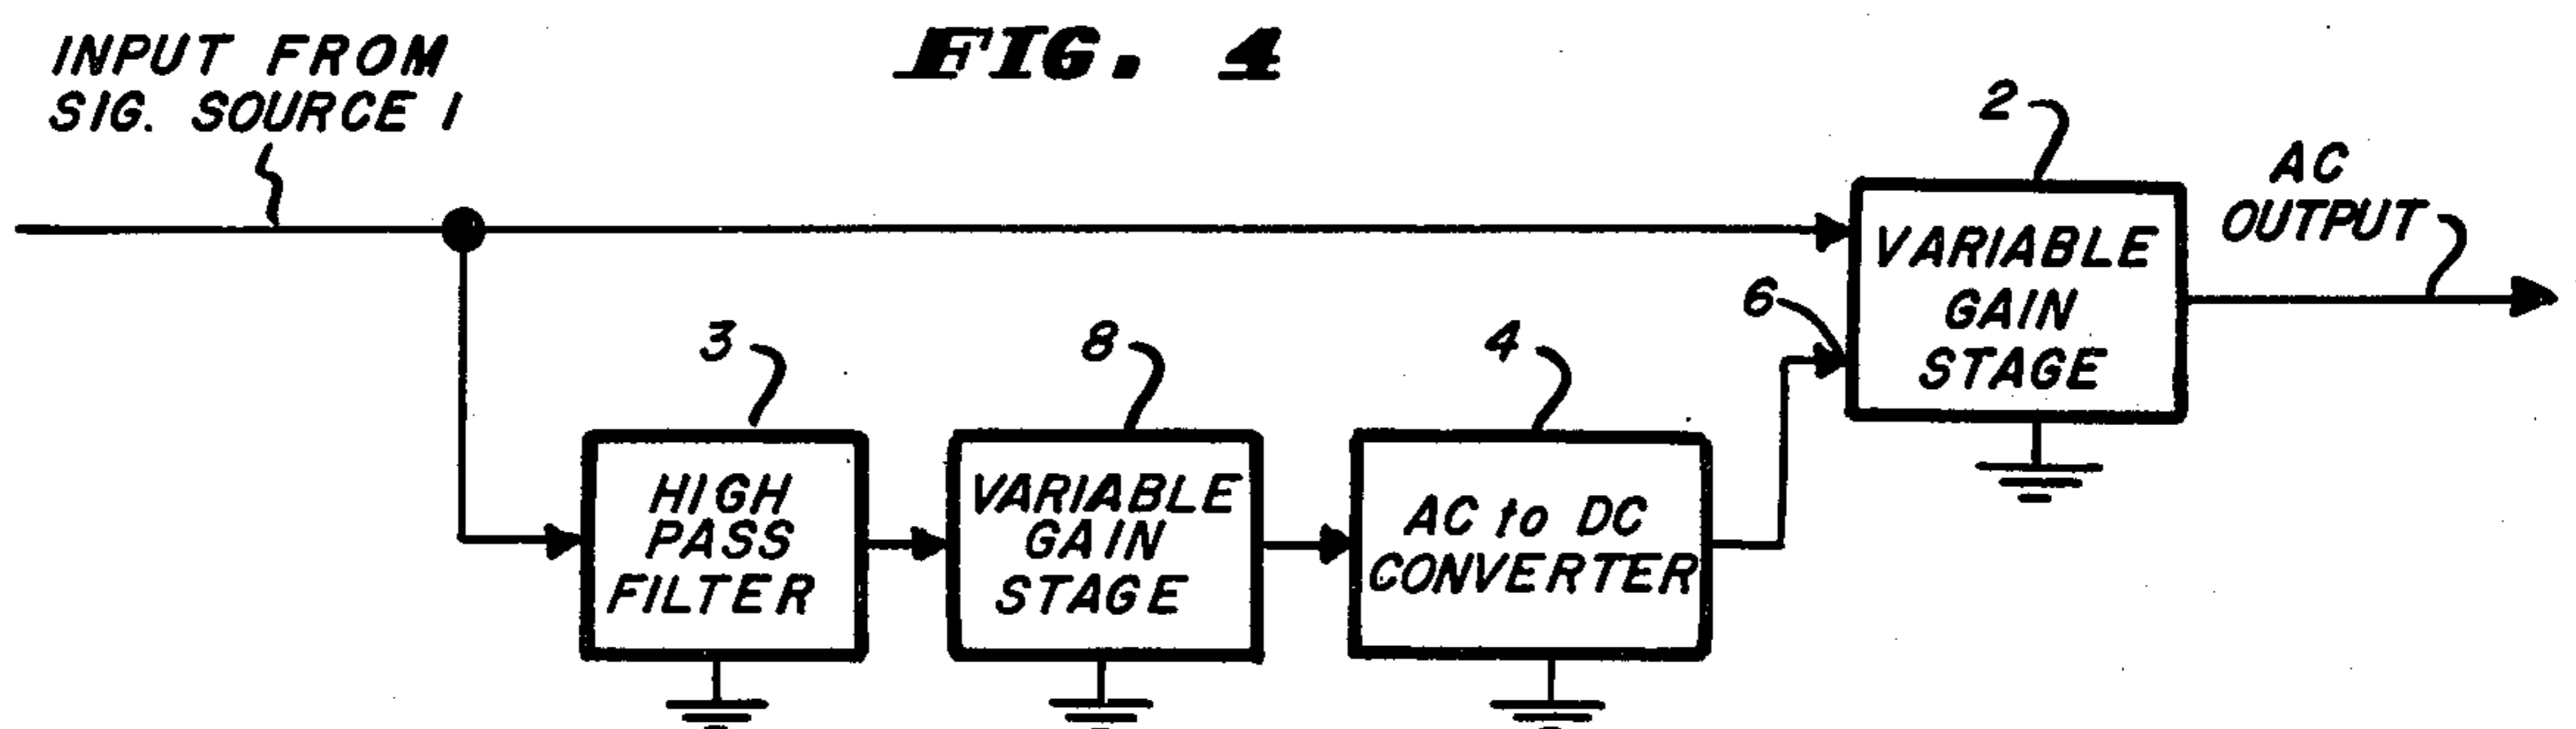 FIG. 4
INPUT FROM
SIG. SOURCE 1
2
AC
OUTPUT
VARIABLE
GAIN
STAGE
6
3
8
4
HIGH
PASS
FILTER
VARIABLE
GAIN
STAGE
AC to DC
CONVERTER